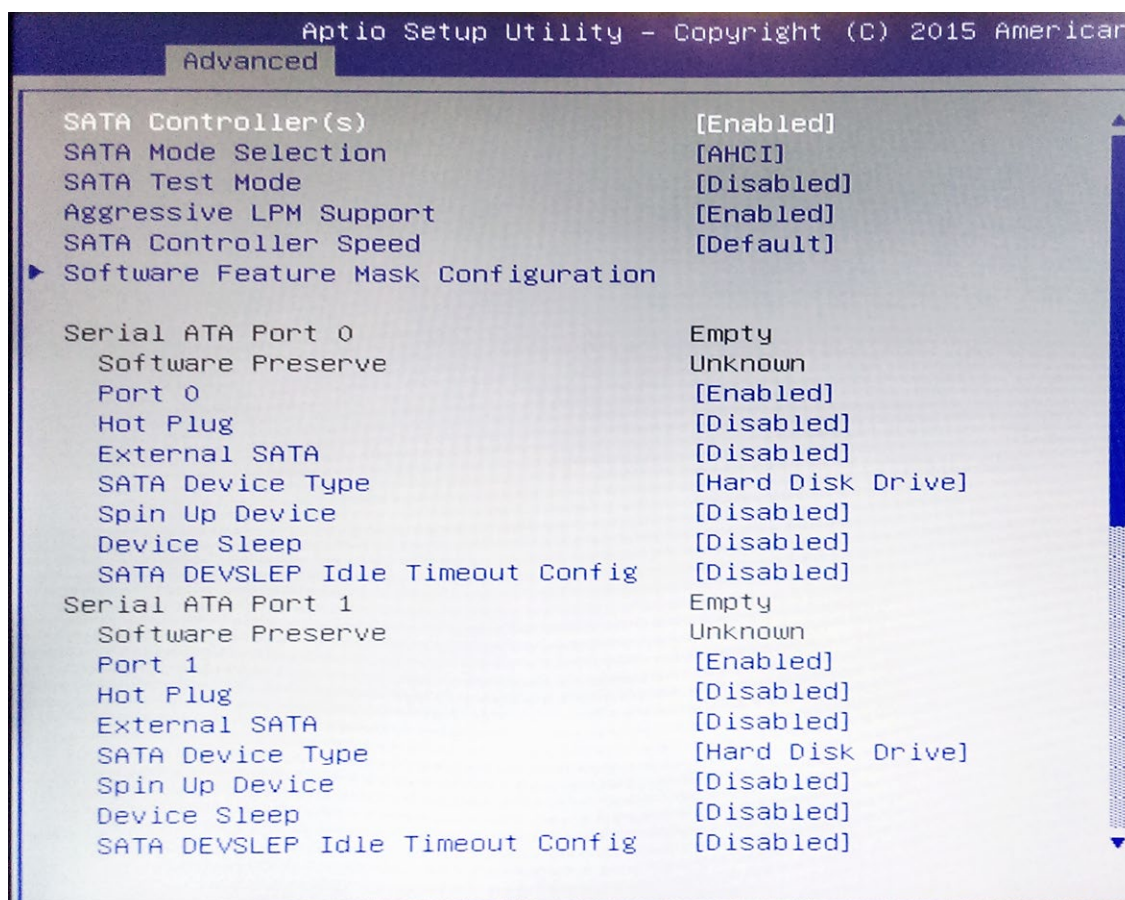 Aptio Setup Utility – Copyright (C) 2015 American
Advanced
SATA Controller(s) [Enabled]
SATA Mode Selection [AHCI]
SATA Test Mode [Disabled]
Aggressive LPM Support [Enabled]
SATA Controller Speed [Default]
Software Feature Mask Configuration
Serial ATA Port 0 Empty
Software Preserve Unknown
Port 0 [Enabled]
Hot Plug [Disabled]
External SATA [Disabled]
SATA Device Type [Hard Disk Drive]
Spin Up Device [Disabled]
Device Sleep [Disabled]
SATA DEVSLEP Idle Timeout Config [Disabled]
Serial ATA Port 1 Empty
Software Preserve Unknown
Port 1 [Enabled]
Hot Plug [Disabled]
External SATA [Disabled]
SATA Device Type [Hard Disk Drive]
Spin Up Device [Disabled]
Device Sleep [Disabled]
SATA DEVSLEP Idle Timeout Config [Disabled]